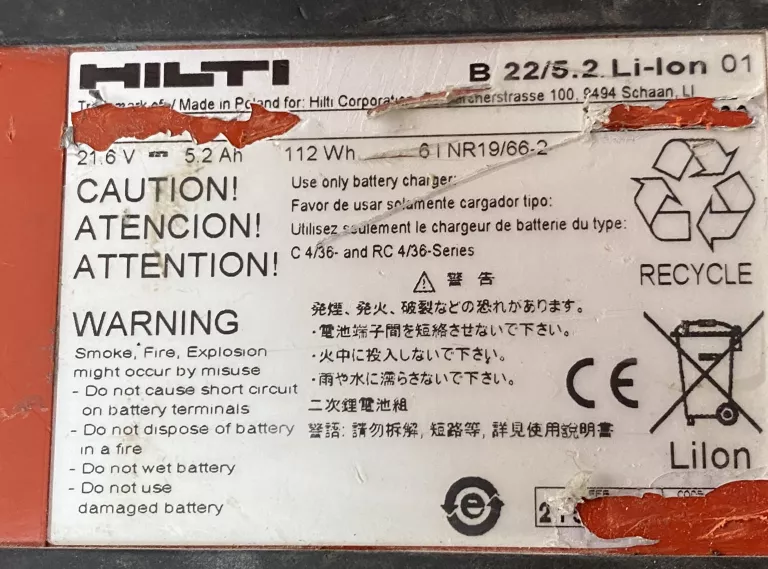 HILTI
B 22/5.2 Li-Ion 01
Made in Poland for: Hilti 100, 9494 Schaan, LI
21.6 V ⎓ 5.2 Ah 112 Wh 6 I NR19/66-2
CAUTION!
ATENCION!
ATTENTION!
Use only battery charger:
Favor de usar solamente cargador tipo:
Utilisez seulement le chargeur de batterie du type:
C 4/36- and RC 4/36-Series
RECYCLE
⚠ 警告
発煙、発火、破裂などの恐れがあります。
・電池端子間を短絡させないで下さい。
・火中に投入しないで下さい。
・雨や水に濡らさないで下さい。
二次鋰電池組
警語: 請勿拆解, 短路等, 詳見使用說明書
WARNING
Smoke, Fire, Explosion
might occur by misuse
- Do not cause short circuit
on battery terminals
- Do not dispose of battery
in a fire
- Do not wet battery
- Do not use
damaged battery
CE
LiIon
e